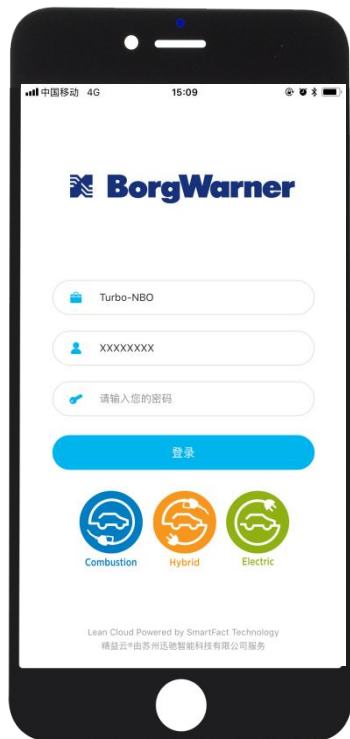 中国移动 4G 15:09
BorgWarner
Turbo-NBO
XXXXXXXX
请输入您的密码
登录
Combustion Hybrid Electric
Lean Cloud Powered by SmartFact Technology
精益云®由苏州迅驰智能科技有限公司服务